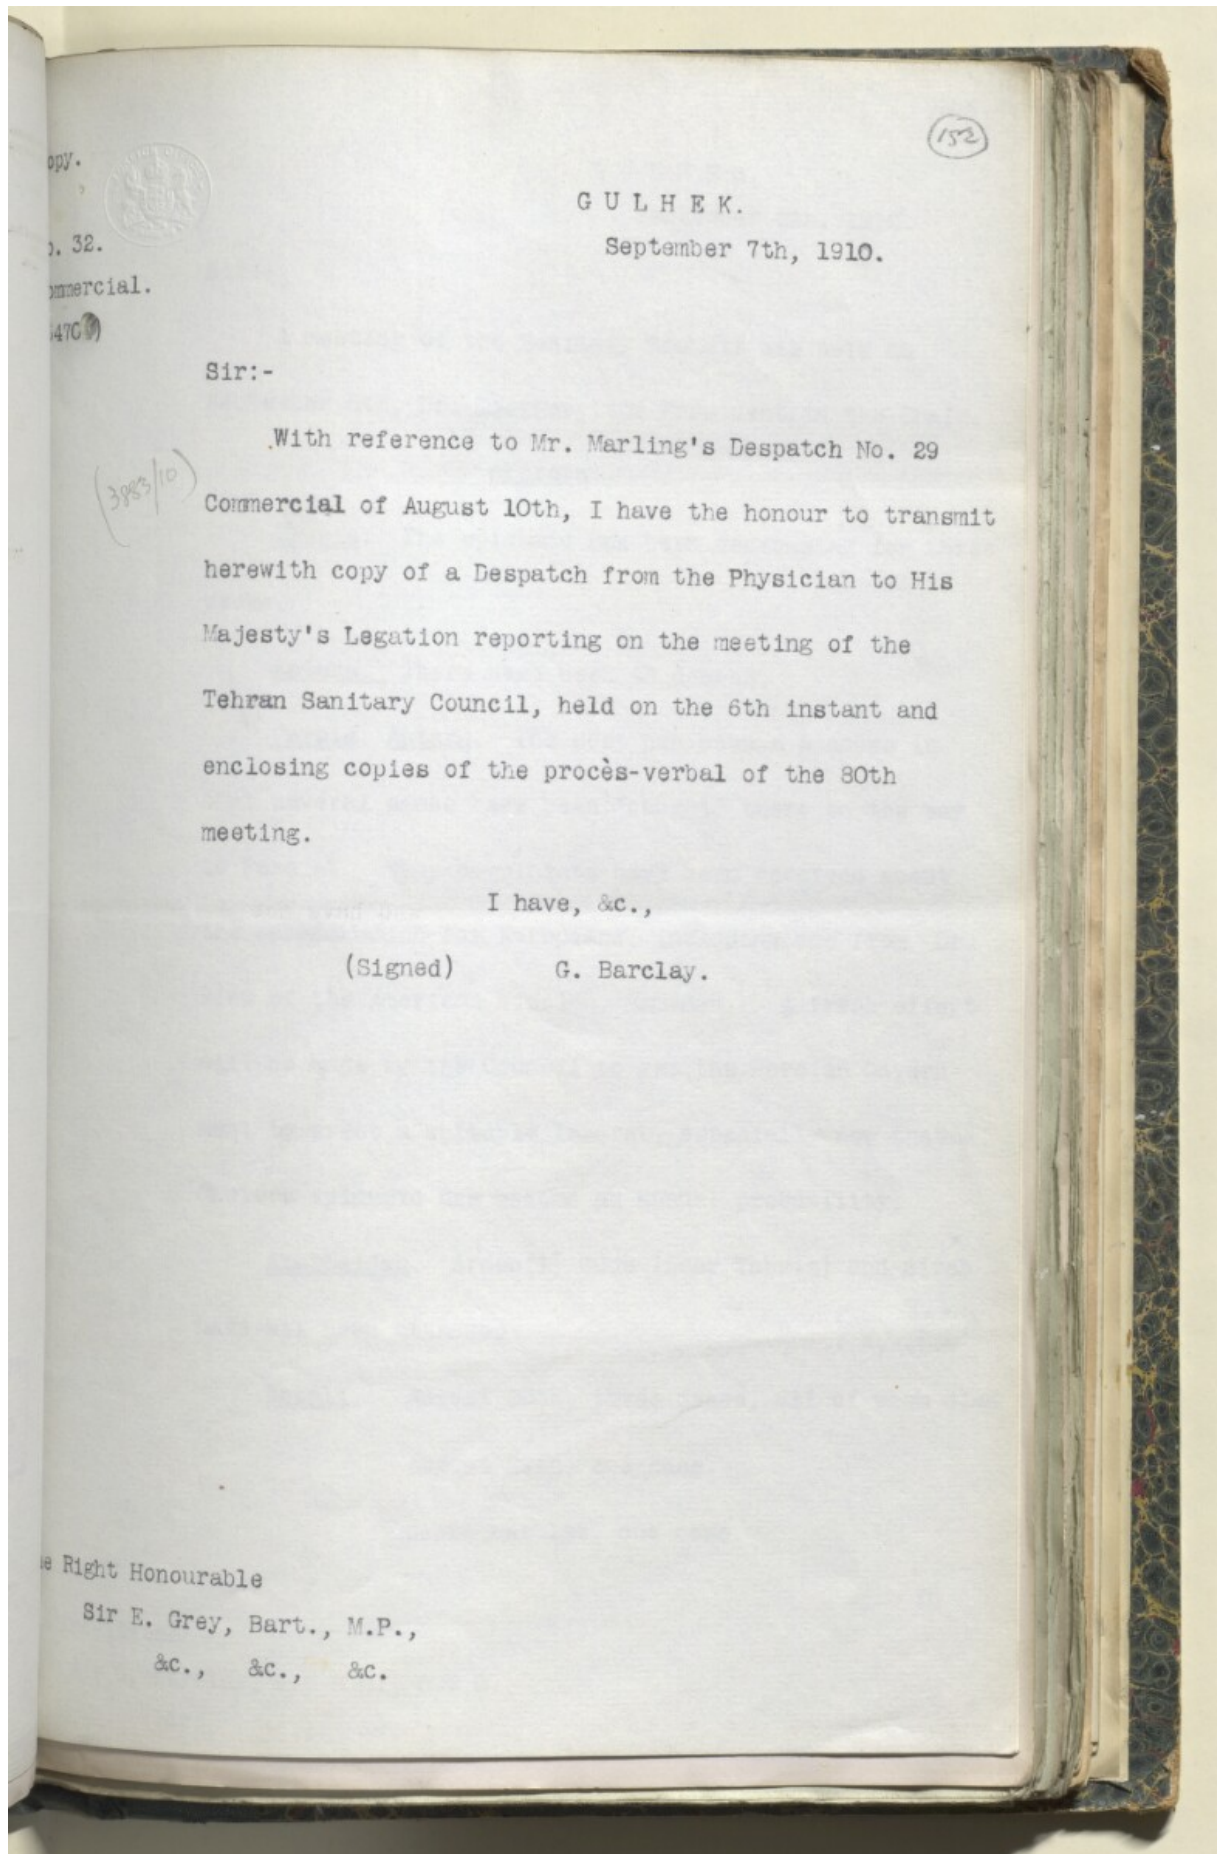 152
opy.
GULHEK.
. 32.
September 7th, 1910.
ommercial.
Sir:-
With reference to Mr. Marling's Despatch No. 29
(3883/10)
Commercial of August 10th, I have the honour to transmit
herewith copy of a Despatch from the Physician to His
Majesty's Legation reporting on the meeting of the
Tehran Sanitary Council, held on the 6th instant and
enclosing copies of the procès-verbal of the 80th
meeting.
I have, &c.,
(Signed) G. Barclay.
e Right Honourable
Sir E. Grey, Bart., M.P.,
&c., &c., &c.